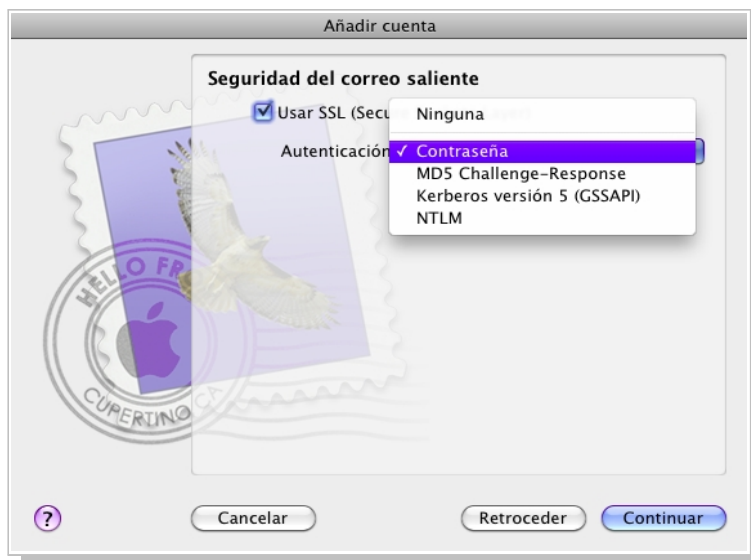 Añadir cuenta
Seguridad del correo saliente
Usar SSL (Secu
Ninguna
Autenticación
✓ Contraseña
MD5 Challenge-Response
Kerberos versión 5 (GSSAPI)
NTLM
HELLO FR
CUPERTINO CA
?
Cancelar
Retroceder
Continuar